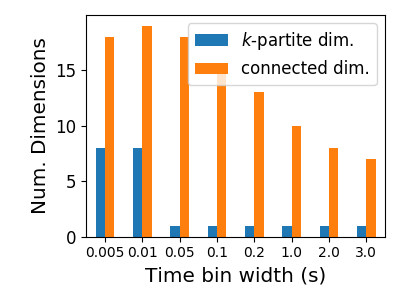 k-partite dim.
connected dim.
Num. Dimensions
15
10
5
0
0.005 0.01 0.05 0.1 0.2 1.0 2.0 3.0
Time bin width (s)